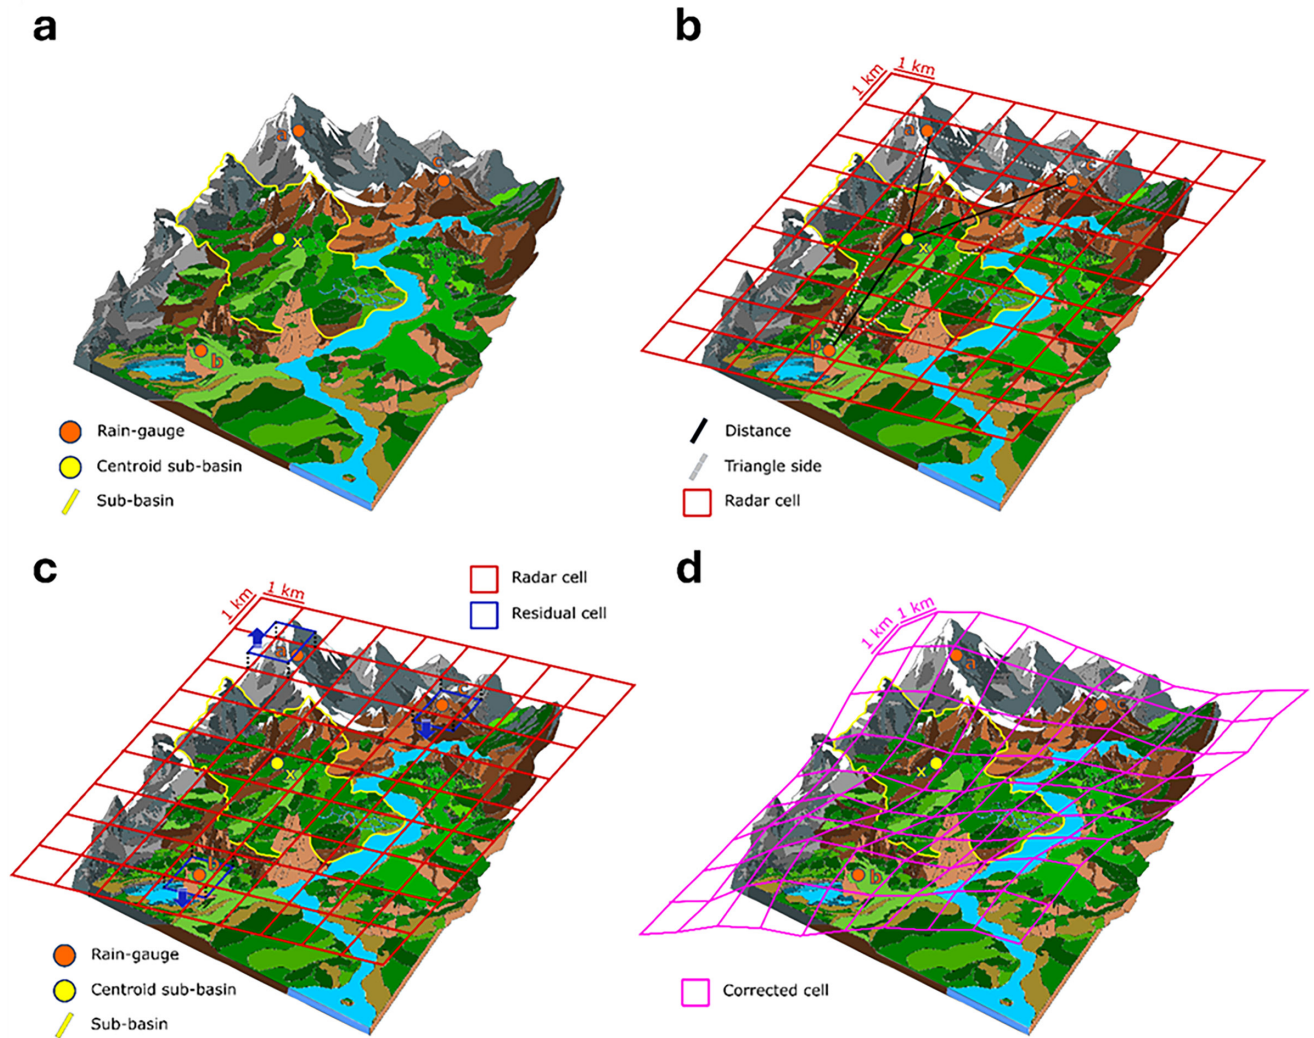 a
a
c
x
b
Rain-gauge
Centroid sub-basin
Sub-basin
b
1 km
1 km
a
c
x
b
Distance
Triangle side
Radar cell
c
1 km
1 km
Radar cell
Residual cell
a
x
b
Rain-gauge
Centroid sub-basin
Sub-basin
d
1 km
1 km
a
x
b
Corrected cell